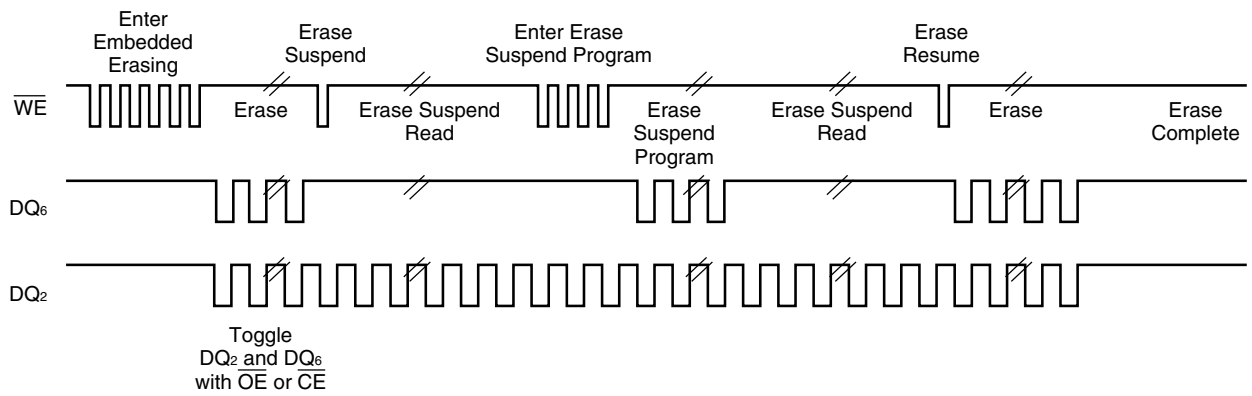 Enter
Embedded
Erasing
Erase
Suspend
Enter Erase
Suspend Program
Erase
Resume
WE
Erase
Erase Suspend
Read
Erase
Suspend
Program
Erase Suspend
Read
Erase
Erase
Complete
DQ6
DQ2
Toggle
DQ2 and DQ6
with OE or CE